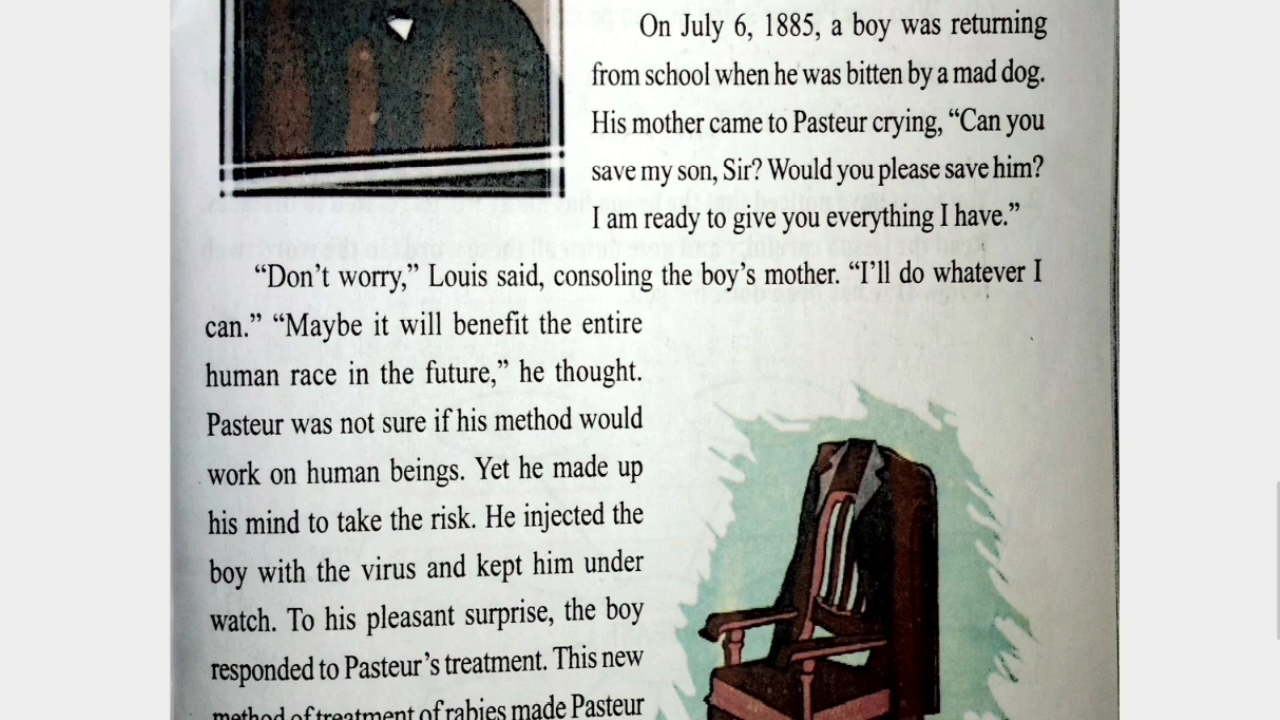 On July 6, 1885, a boy was returning
from school when he was bitten by a mad dog.
His mother came to Pasteur crying, “Can you
save my son, Sir? Would you please save him?
I am ready to give you everything I have.”
“Don’t worry,” Louis said, consoling the boy’s mother. “I’ll do whatever I
can.” “Maybe it will benefit the entire
human race in the future,” he thought.
Pasteur was not sure if his method would
work on human beings. Yet he made up
his mind to take the risk. He injected the
boy with the virus and kept him under
watch. To his pleasant surprise, the boy
responded to Pasteur’s treatment. This new
method of treatment of rabies made Pasteur